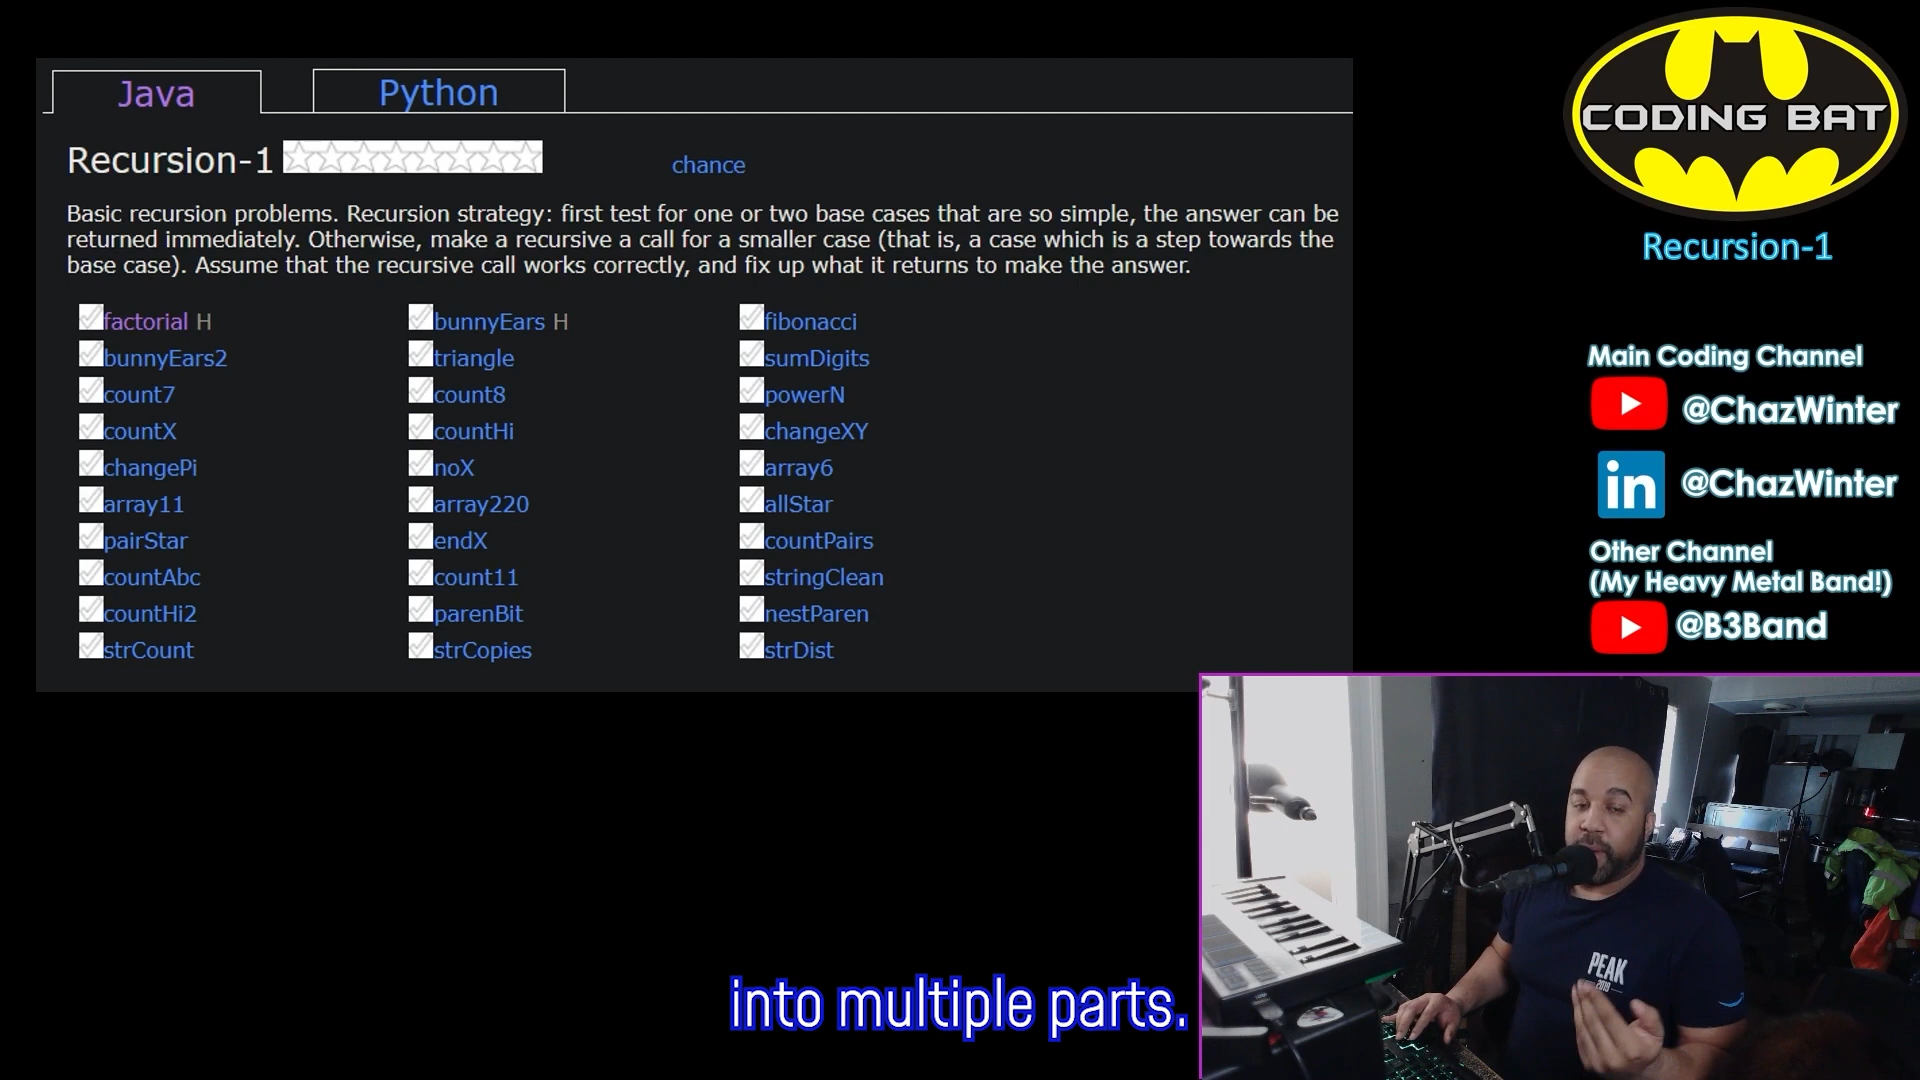 Java
Python
Recursion-1
chance
Basic recursion problems. Recursion strategy: first test for one or two base cases that are so simple, the answer can be
returned immediately. Otherwise, make a recursive a call for a smaller case (that is, a case which is a step towards the
base case). Assume that the recursive call works correctly, and fix up what it returns to make the answer.
factorial H
bunnyEars H
fibonacci
bunnyEars2
triangle
sumDigits
count7
count8
powerN
countX
countHi
changeXY
changePi
noX
array6
array11
array220
allStar
pairStar
endX
countPairs
countAbc
count11
stringClean
countHi2
parenBit
nestParen
strCount
strCopies
strDist
CODING BAT
Recursion-1
Main Coding Channel
@ChazWinter
in @ChazWinter
Other Channel
(My Heavy Metal Band!)
@B3Band
PEAK
2019
into multiple parts.